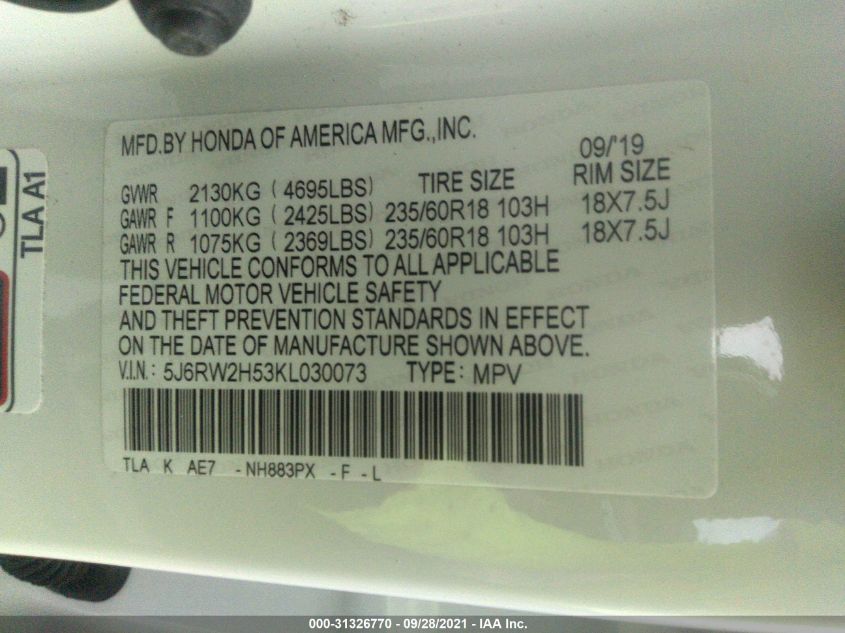 MFD.BY HONDA OF AMERICA MFG.,INC.
09/'19
TIRE SIZE RIM SIZE
GVWR 2130KG ( 4695LBS)
GAWR F 1100KG ( 2425LBS) 235/60R18 103H 18X7.5J
GAWR R 1075KG ( 2369LBS) 235/60R18 103H 18X7.5J
THIS VEHICLE CONFORMS TO ALL APPLICABLE
FEDERAL MOTOR VEHICLE SAFETY
AND THEFT PREVENTION STANDARDS IN EFFECT
ON THE DATE OF MANUFACTURE SHOWN ABOVE.
V.I.N.: 5J6RW2H53KL030073 TYPE: MPV
TLA K AE7 -NH883PX -F -L
TLA A1
000-31326770 - 09/28/2021 - IAA Inc.